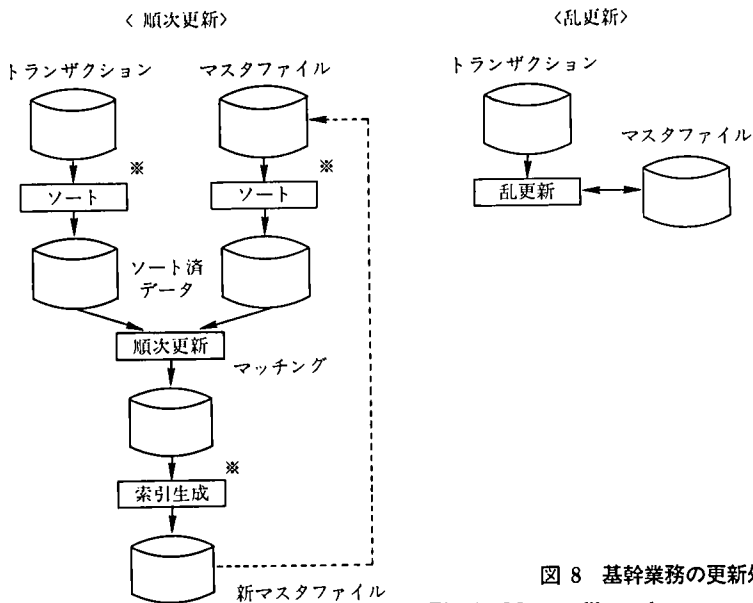 〈 順次更新〉
〈乱更新〉
トランザクション
マスタファイル
※
ソート
※
ソート
ソート済
データ
順次更新
マッチング
※
索引生成
新マスタファイル
トランザクション
マスタファイル
乱更新
図 8 基幹業務の更新